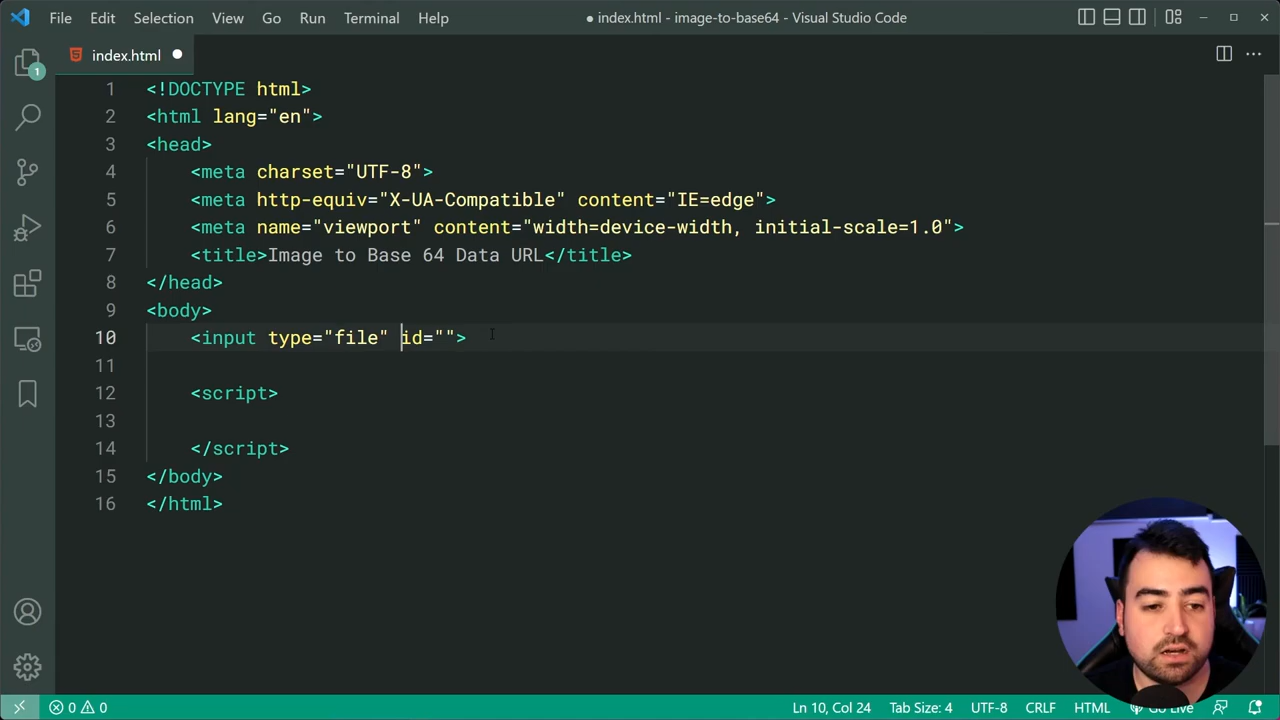 File Edit Selection View Go Run Terminal Help ● index.html - image-to-base64 - Visual Studio Code
index.html
1
1 <!DOCTYPE html>
2 <html lang="en">
3 <head>
4 <meta charset="UTF-8">
5 <meta http-equiv="X-UA-Compatible" content="IE=edge">
6 <meta name="viewport" content="width=device-width, initial-scale=1.0">
7 <title>Image to Base 64 Data URL</title>
8 </head>
9 <body>
10 <input type="file" id="">
11
12 <script>
13
14 </script>
15 </body>
16 </html>
0 0 Ln 10, Col 24 Tab Size: 4 UTF-8 CRLF HTML Go Live